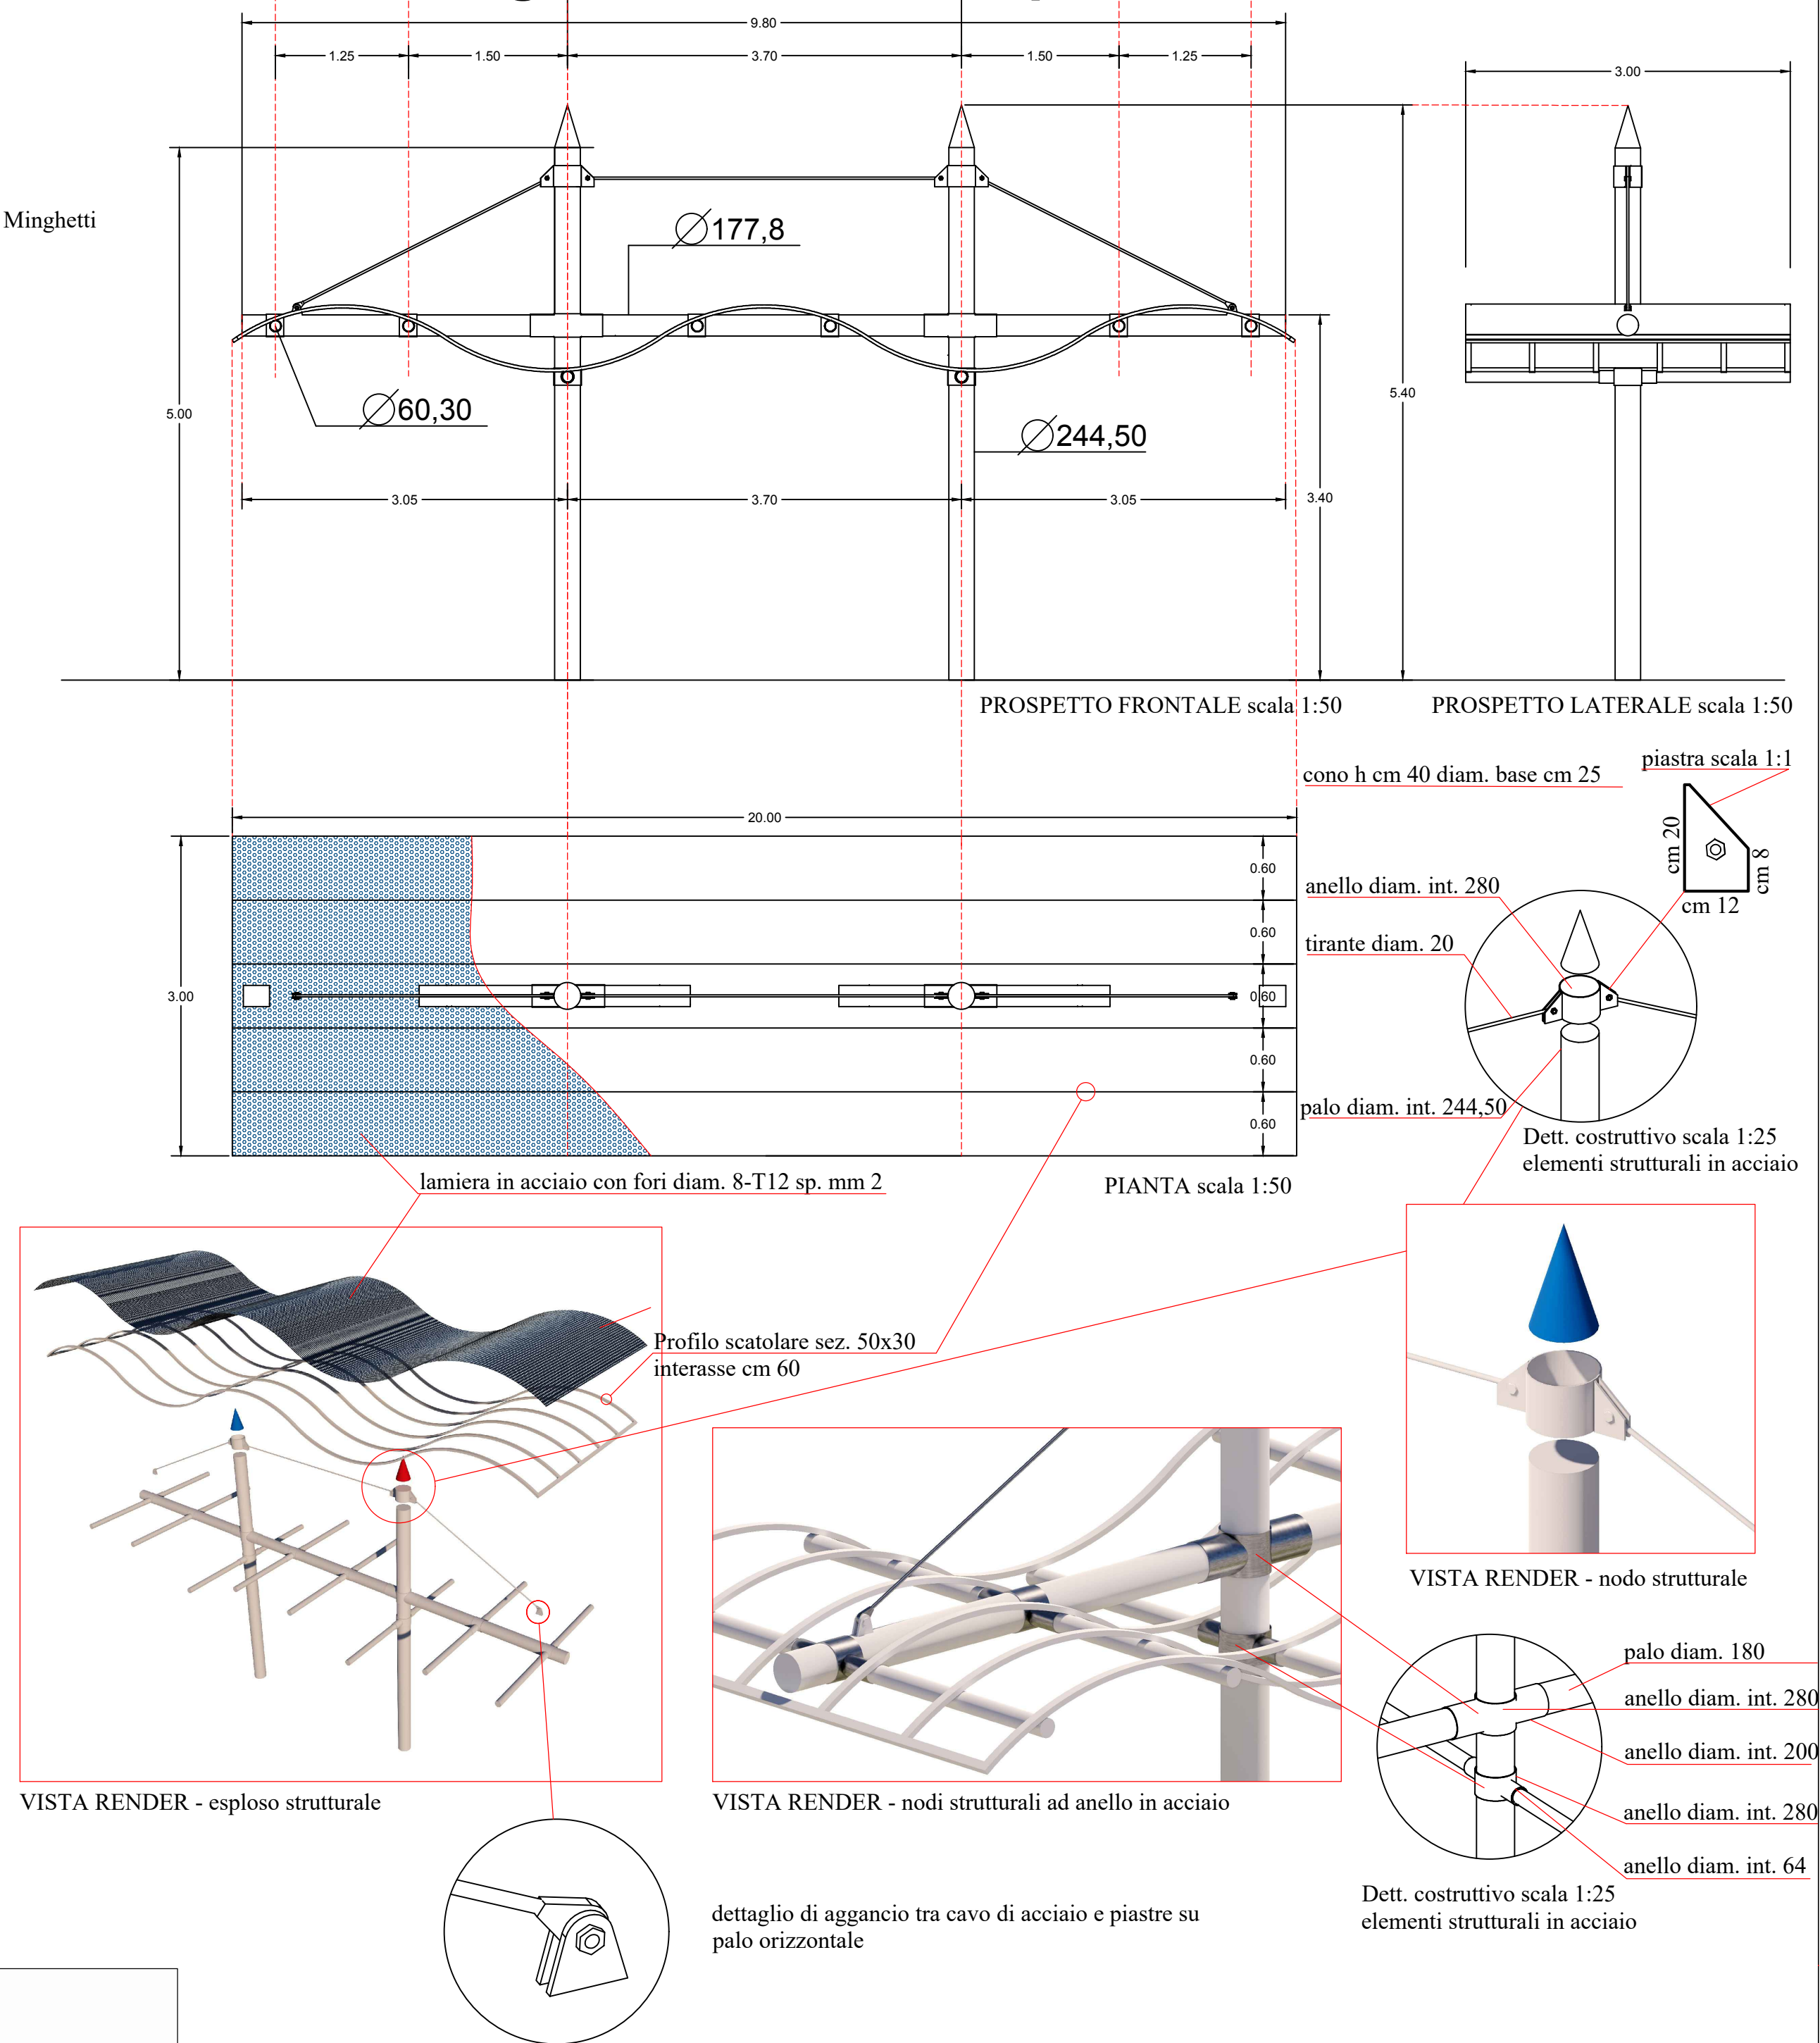 9.80
1.25
1.50
3.70
1.50
1.25
3.00
Minghetti
∅177,8
5.00
∅60,30
5.40
∅244,50
3.05
3.70
3.05
3.40
PROSPETTO FRONTALE scala 1:50
PROSPETTO LATERALE scala 1:50
cono h cm 40 diam. base cm 25
piastra scala 1:1
cm 20
cm 8
cm 12
20.00
3.00
0.60
0.60
0.60
0.60
0.60
anello diam. int. 280
tirante diam. 20
palo diam. int. 244,50
Dett. costruttivo scala 1:25
elementi strutturali in acciaio
lamiera in acciaio con fori diam. 8-T12 sp. mm 2
PIANTA scala 1:50
Profilo scatolare sez. 50x30
interasse cm 60
VISTA RENDER - nodo strutturale
palo diam. 180
anello diam. int. 280
anello diam. int. 200
anello diam. int. 280
anello diam. int. 64
VISTA RENDER - esploso strutturale
VISTA RENDER - nodi strutturali ad anello in acciaio
Dett. costruttivo scala 1:25
elementi strutturali in acciaio
dettaglio di aggancio tra cavo di acciaio e piastre su
palo orizzontale